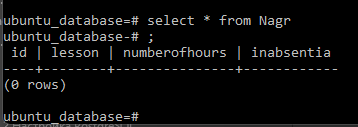 ubuntu_database=# select * from Nagr
ubuntu_database-# ;
 id | lesson | numberofhours | inabsentia
----+--------+---------------+------------
(0 rows)

ubuntu_database=#